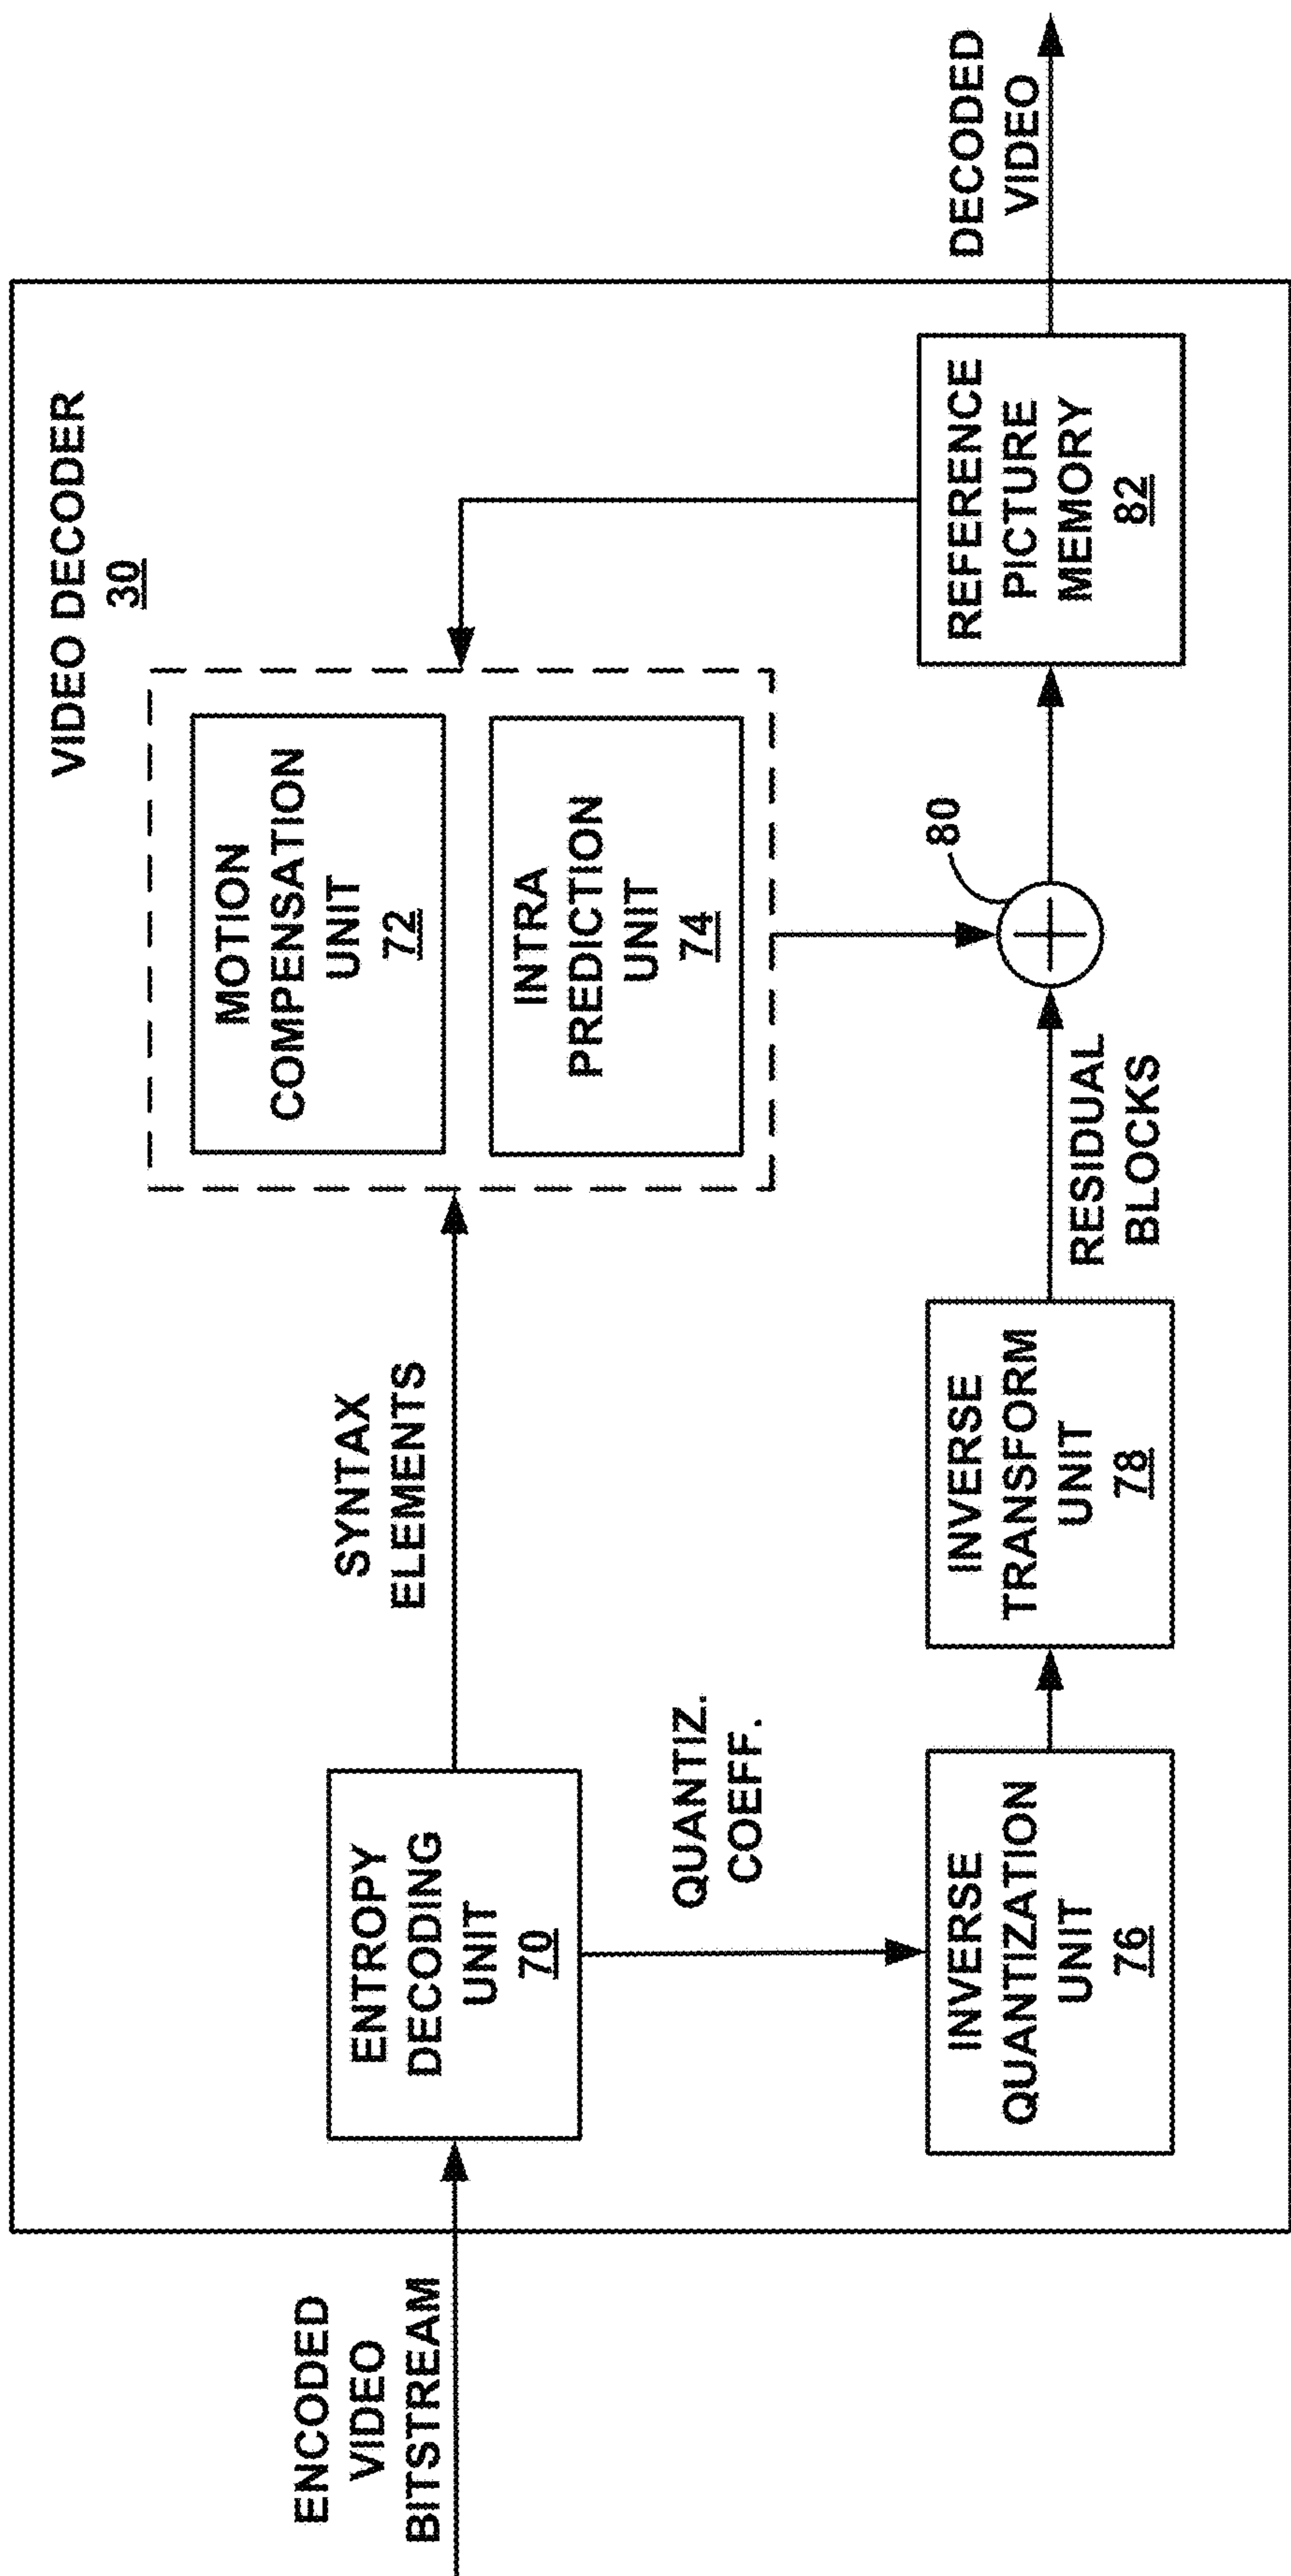 VIDEO DECODER
30
ENCODED
VIDEO
BITSTREAM
ENTROPY
DECODING
UNIT
70
SYNTAX
ELEMENTS
MOTION
COMPENSATION
UNIT
72
INTRA
PREDICTION
UNIT
74
QUANTIZ.
COEFF.
INVERSE
QUANTIZATION
UNIT
76
INVERSE
TRANSFORM
UNIT
78
RESIDUAL
BLOCKS
80
REFERENCE
PICTURE
MEMORY
82
DECODED
VIDEO